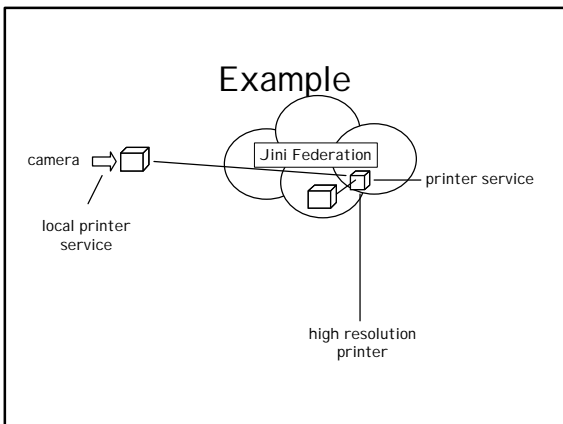 Example
Jini Federation
camera
printer service
local printer
service
high resolution
printer